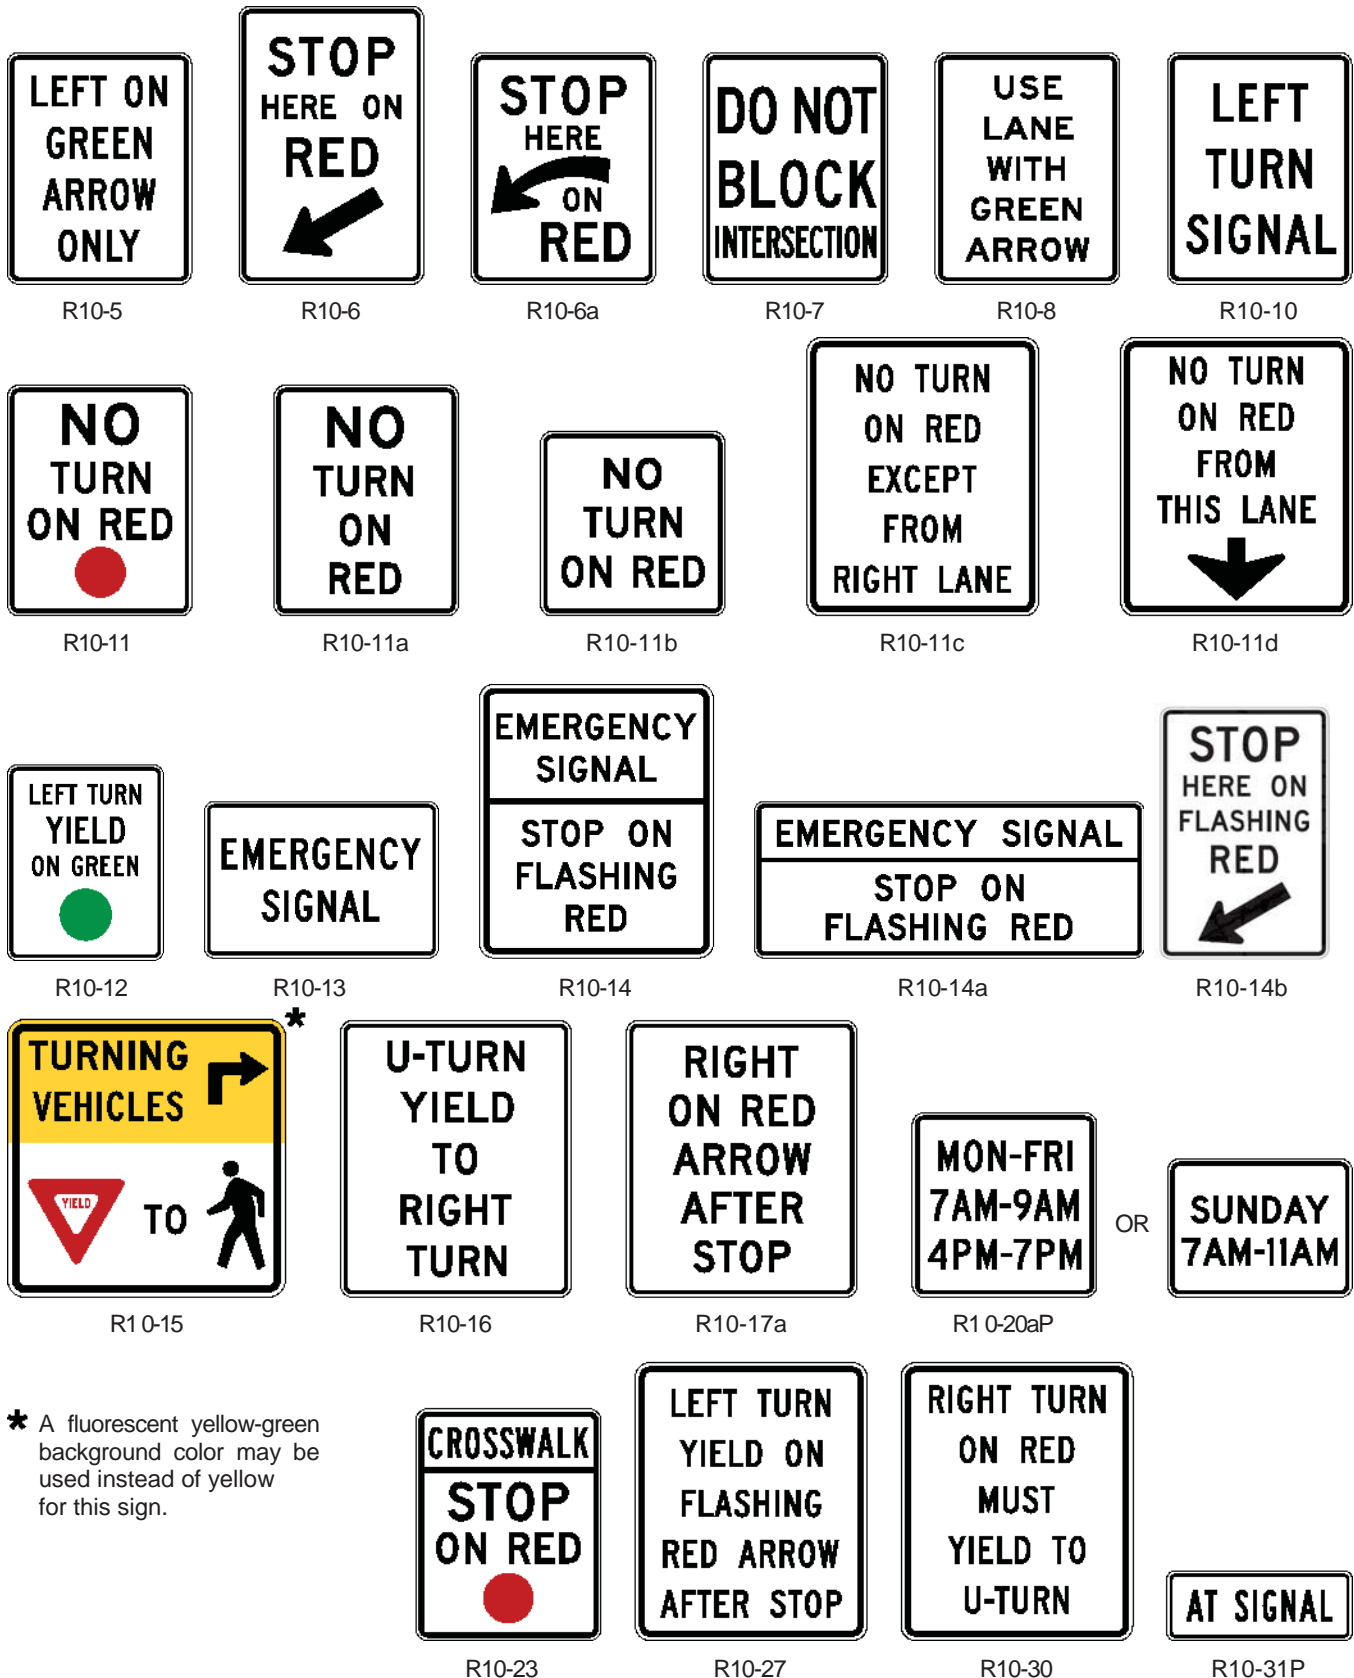 LEFT ON
GREEN
ARROW
ONLY
R10-5
STOP
HERE ON
RED
R10-6
STOP
HERE
ON
RED
R10-6a
DO NOT
BLOCK
INTERSECTION
R10-7
USE
LANE
WITH
GREEN
ARROW
R10-8
LEFT
TURN
SIGNAL
R10-10
NO
TURN
ON RED
R10-11
NO
TURN
ON
RED
R10-11a
NO
TURN
ON RED
R10-11b
NO TURN
ON RED
EXCEPT
FROM
RIGHT LANE
R10-11c
NO TURN
ON RED
FROM
THIS LANE
R10-11d
LEFT TURN
YIELD
ON GREEN
R10-12
EMERGENCY
SIGNAL
R10-13
EMERGENCY
SIGNAL
STOP ON
FLASHING
RED
R10-14
EMERGENCY SIGNAL
STOP ON
FLASHING RED
R10-14a
STOP
HERE ON
FLASHING
RED
R10-14b
TURNING
VEHICLES
YIELD
TO
*
R10-15
U-TURN
YIELD
TO
RIGHT
TURN
R10-16
RIGHT
ON RED
ARROW
AFTER
STOP
R10-17a
MON-FRI
7AM-9AM
4PM-7PM
R10-20aP
OR
SUNDAY
7AM-11AM
* A fluorescent yellow-green
background color may be
used instead of yellow
for this sign.
CROSSWALK
STOP
ON RED
R10-23
LEFT TURN
YIELD ON
FLASHING
RED ARROW
AFTER STOP
R10-27
RIGHT TURN
ON RED
MUST
YIELD TO
U-TURN
R10-30
AT SIGNAL
R10-31P